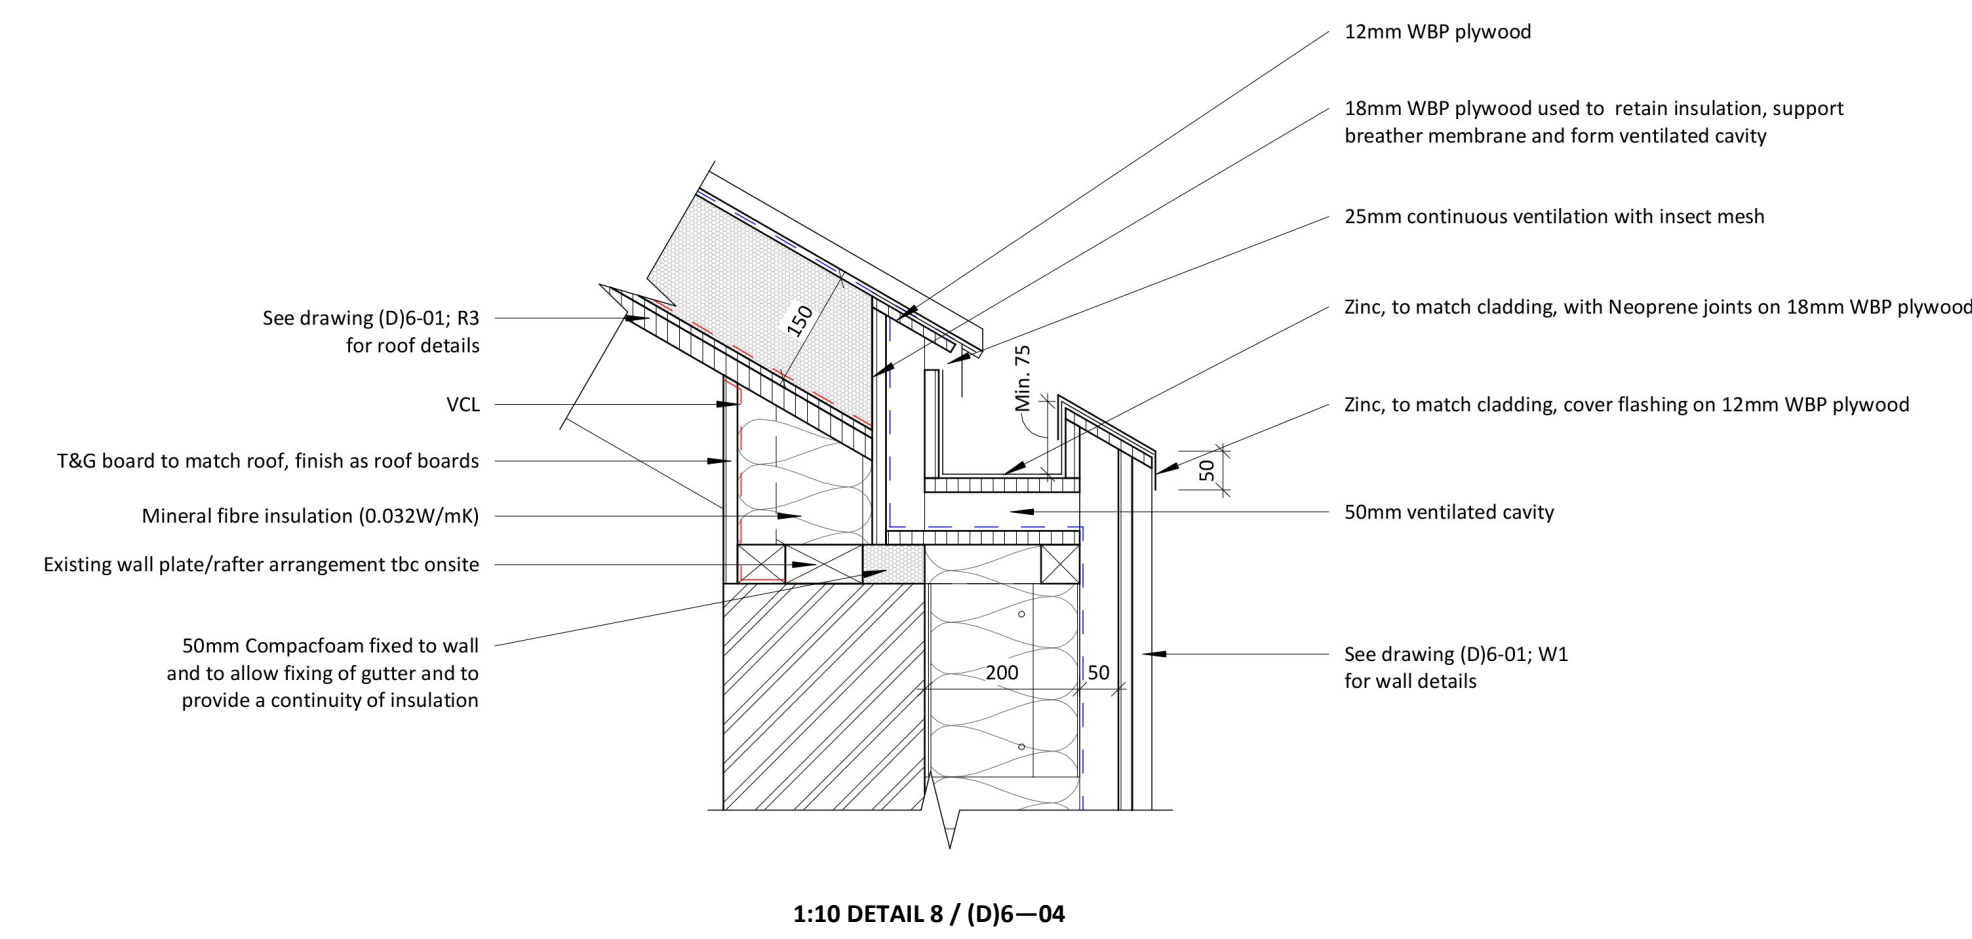 12mm WBP plywood
18mm WBP plywood used to retain insulation, support
breather membrane and form ventilated cavity
25mm continuous ventilation with insect mesh
Zinc, to match cladding, with Neoprene joints on 18mm WBP plywood
Zinc, to match cladding, cover flashing on 12mm WBP plywood
50mm ventilated cavity
See drawing (D)6-01; W1
for wall details
See drawing (D)6-01; R3
for roof details
VCL
T&G board to match roof, finish as roof boards
Mineral fibre insulation (0.032W/mK)
Existing wall plate/rafter arrangement tbc onsite
50mm Compacfoam fixed to wall
and to allow fixing of gutter and to
provide a continuity of insulation
150
Min. 75
50
200
50
1:10 DETAIL 8 / (D)6—04